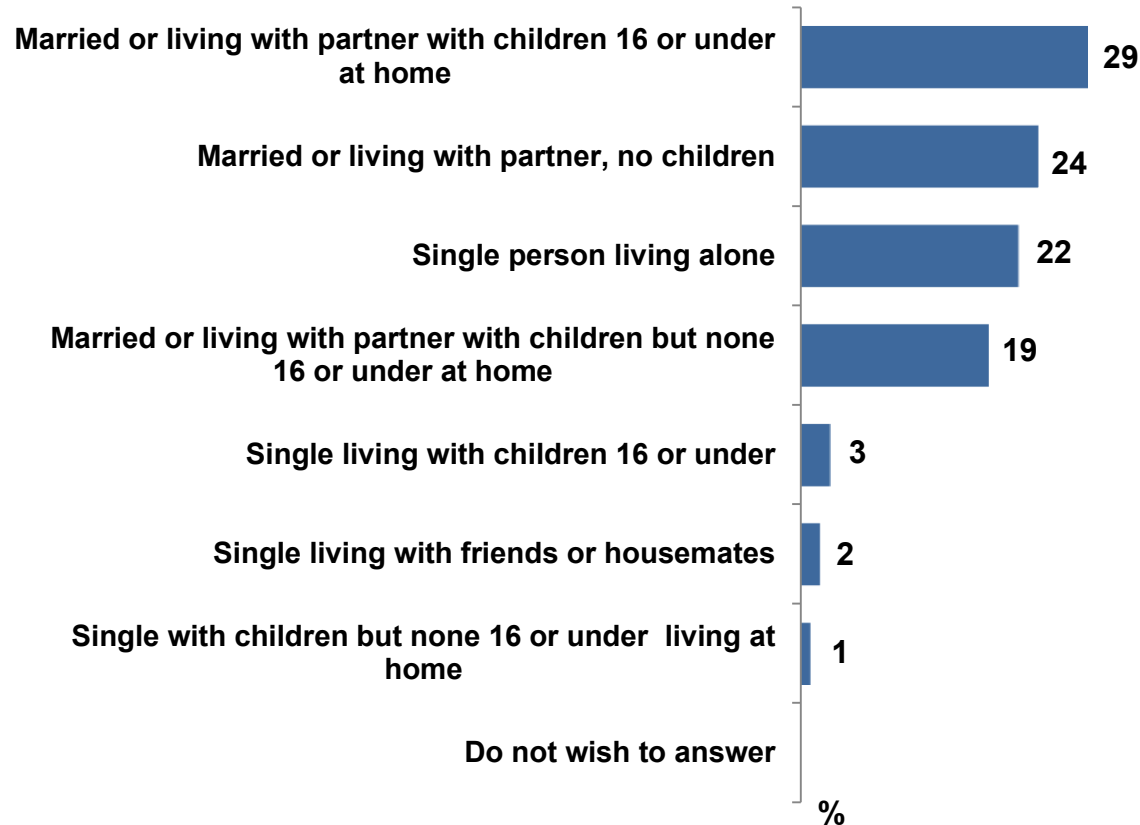 Married or living with partner with children 16 or under
at home
29
Married or living with partner, no children
24
Single person living alone
22
Married or living with partner with children but none
16 or under at home
19
Single living with children 16 or under
3
Single living with friends or housemates
2
Single with children but none 16 or under  living at
home
1
Do not wish to answer
%